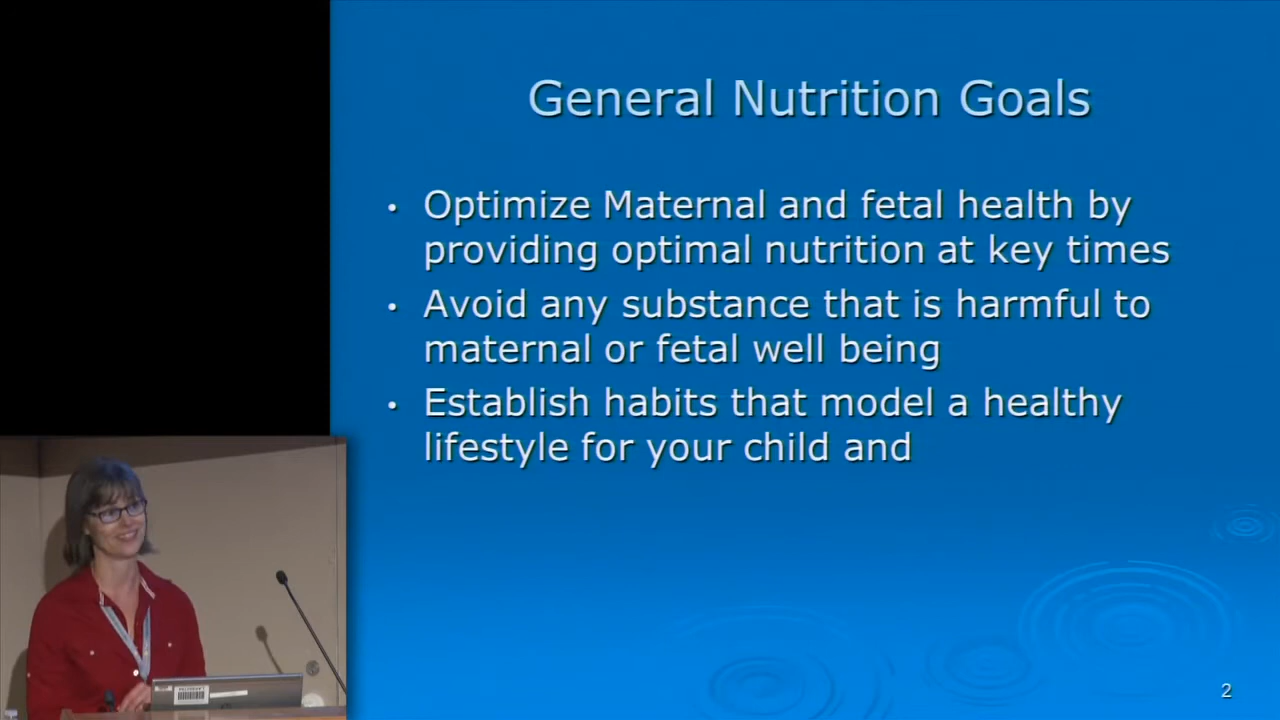 General Nutrition Goals
• Optimize Maternal and fetal health by
providing optimal nutrition at key times
• Avoid any substance that is harmful to
maternal or fetal well being
• Establish habits that model a healthy
lifestyle for your child and
2